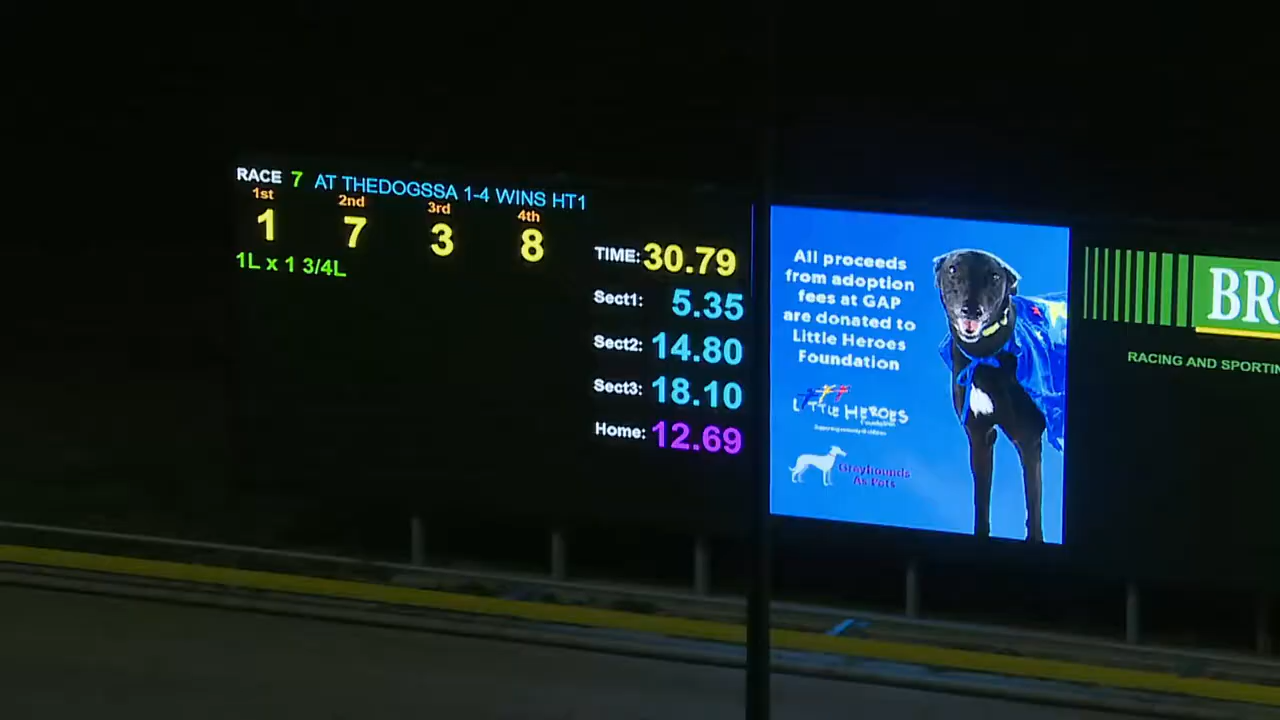 RACE 7 AT THEDOGSSA 1-4 WINS HT1
1st 2nd 3rd 4th
1 7 3 8
1L x 1 3/4L
TIME: 30.79
Sect1: 5.35
Sect2: 14.80
Sect3: 18.10
Home: 12.69
All proceeds
from adoption
fees at GAP
are donated to
Little Heroes
Foundation
LITTLE HEROES
Foundation
Greyhounds
As Pets
BR
RACING AND SPORTIN